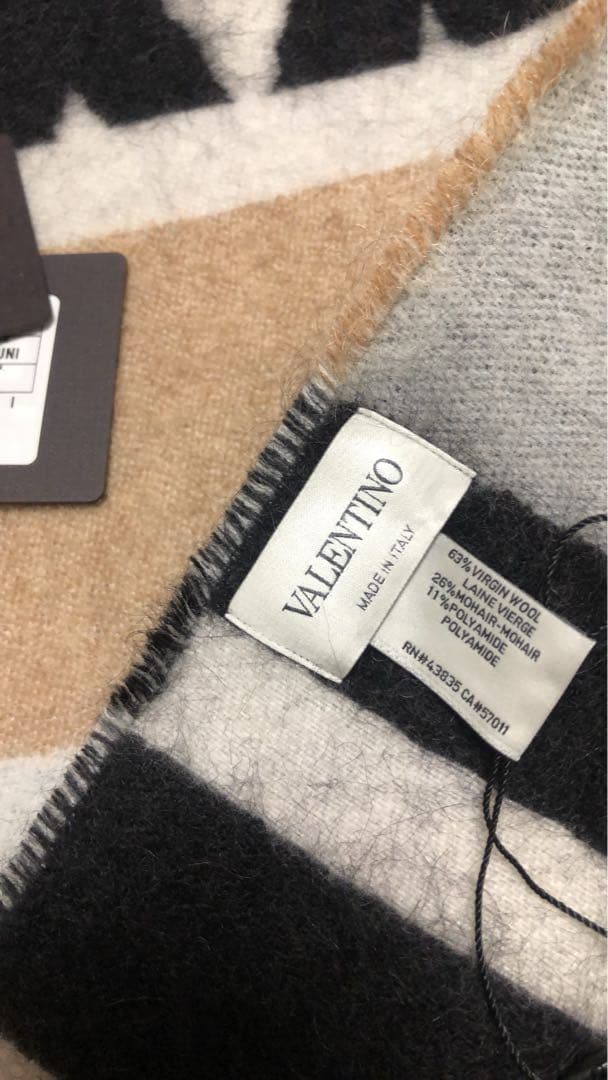 VALENTINO
MADE IN ITALY
63%VIRGIN WOOL
LAINE VIERGE
26%MOHAIR-MOHAIR
11%POLYAMIDE
POLYAMIDE
RN#43835 CA#57011
UNI
I